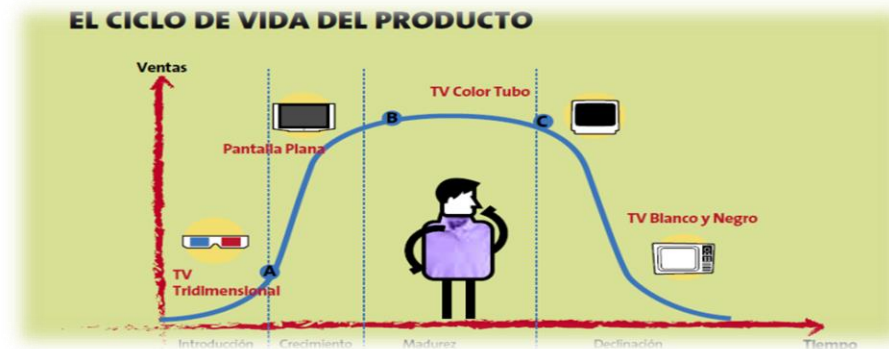 EL CICLO DE VIDA DEL PRODUCTO
Ventas
TV Color Tubo
B
C
Pantalla Plana
TV Blanco y Negro
A
TV
Tridimensional
Introducción
Crecimiento
Madurez
Declinación
Tiempo